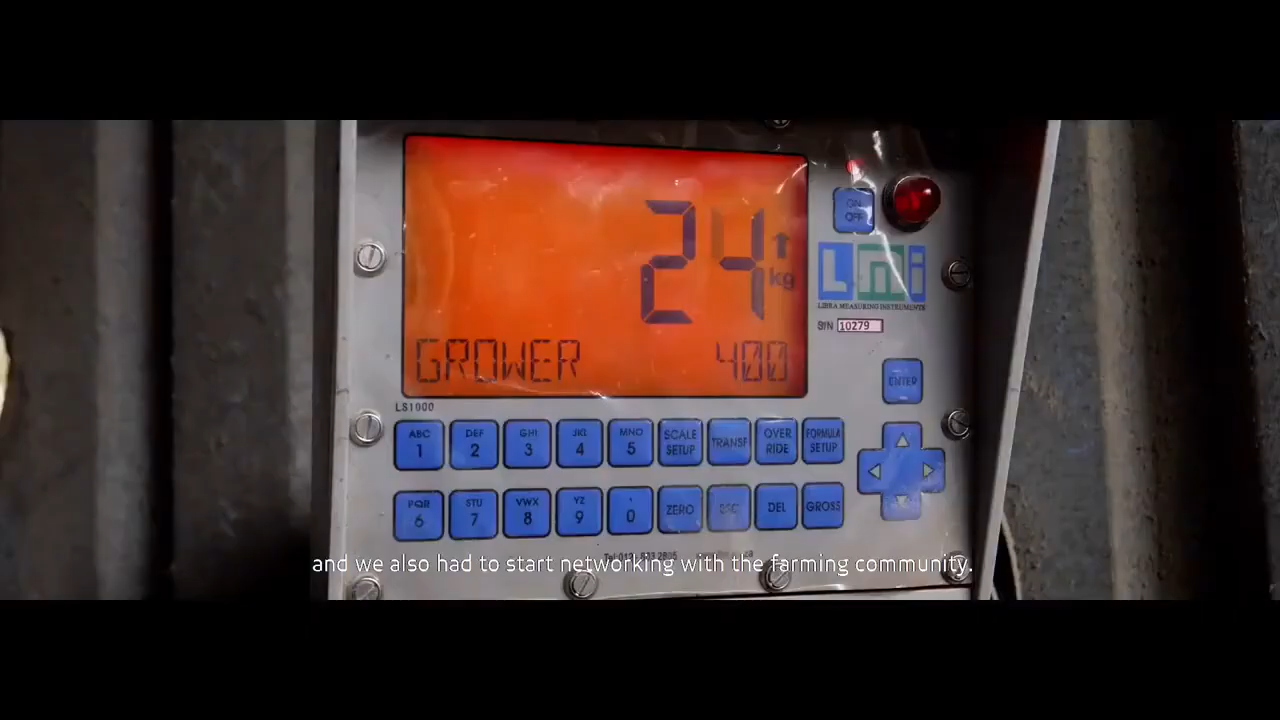 24
kg
GROWER 400
ON
OFF
LMi
LIBRA MEASURING INSTRUMENTS
S/N 10279
ENTER
LS1000
ABC DEF GHI JKL MNO SCALE TRANSF OVER FORMULA
1 2 3 4 5 SETUP RIDE SETUP
PQR STU VWX YZ
6 7 8 9 0 ZERO ESC DEL GROSS
and we also had to start networking with the farming community.